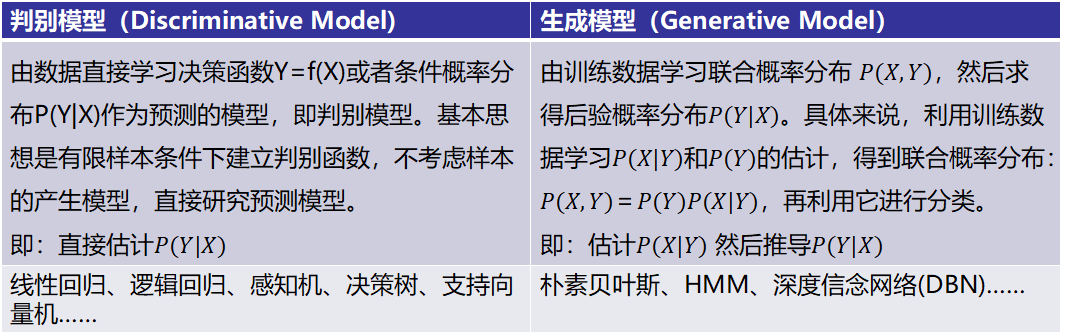 判别模型（Discriminative Model）
由数据直接学习决策函数Y=f(X)或者条件概率分
布P(Y|X)作为预测的模型，即判别模型。基本思
想是有限样本条件下建立判别函数，不考虑样本
的产生模型，直接研究预测模型。
即：直接估计P(Y|X)
线性回归、逻辑回归、感知机、决策树、支持向
量机……
生成模型（Generative Model）
由训练数据学习联合概率分布 P(X,Y)，然后求
得后验概率分布P(Y|X)。具体来说，利用训练数
据学习P(X|Y)和P(Y)的估计，得到联合概率分布：
P(X,Y)＝P(Y)P(X|Y)，再利用它进行分类。
即：估计P(X|Y) 然后推导P(Y|X)
朴素贝叶斯、HMM、深度信念网络(DBN)……